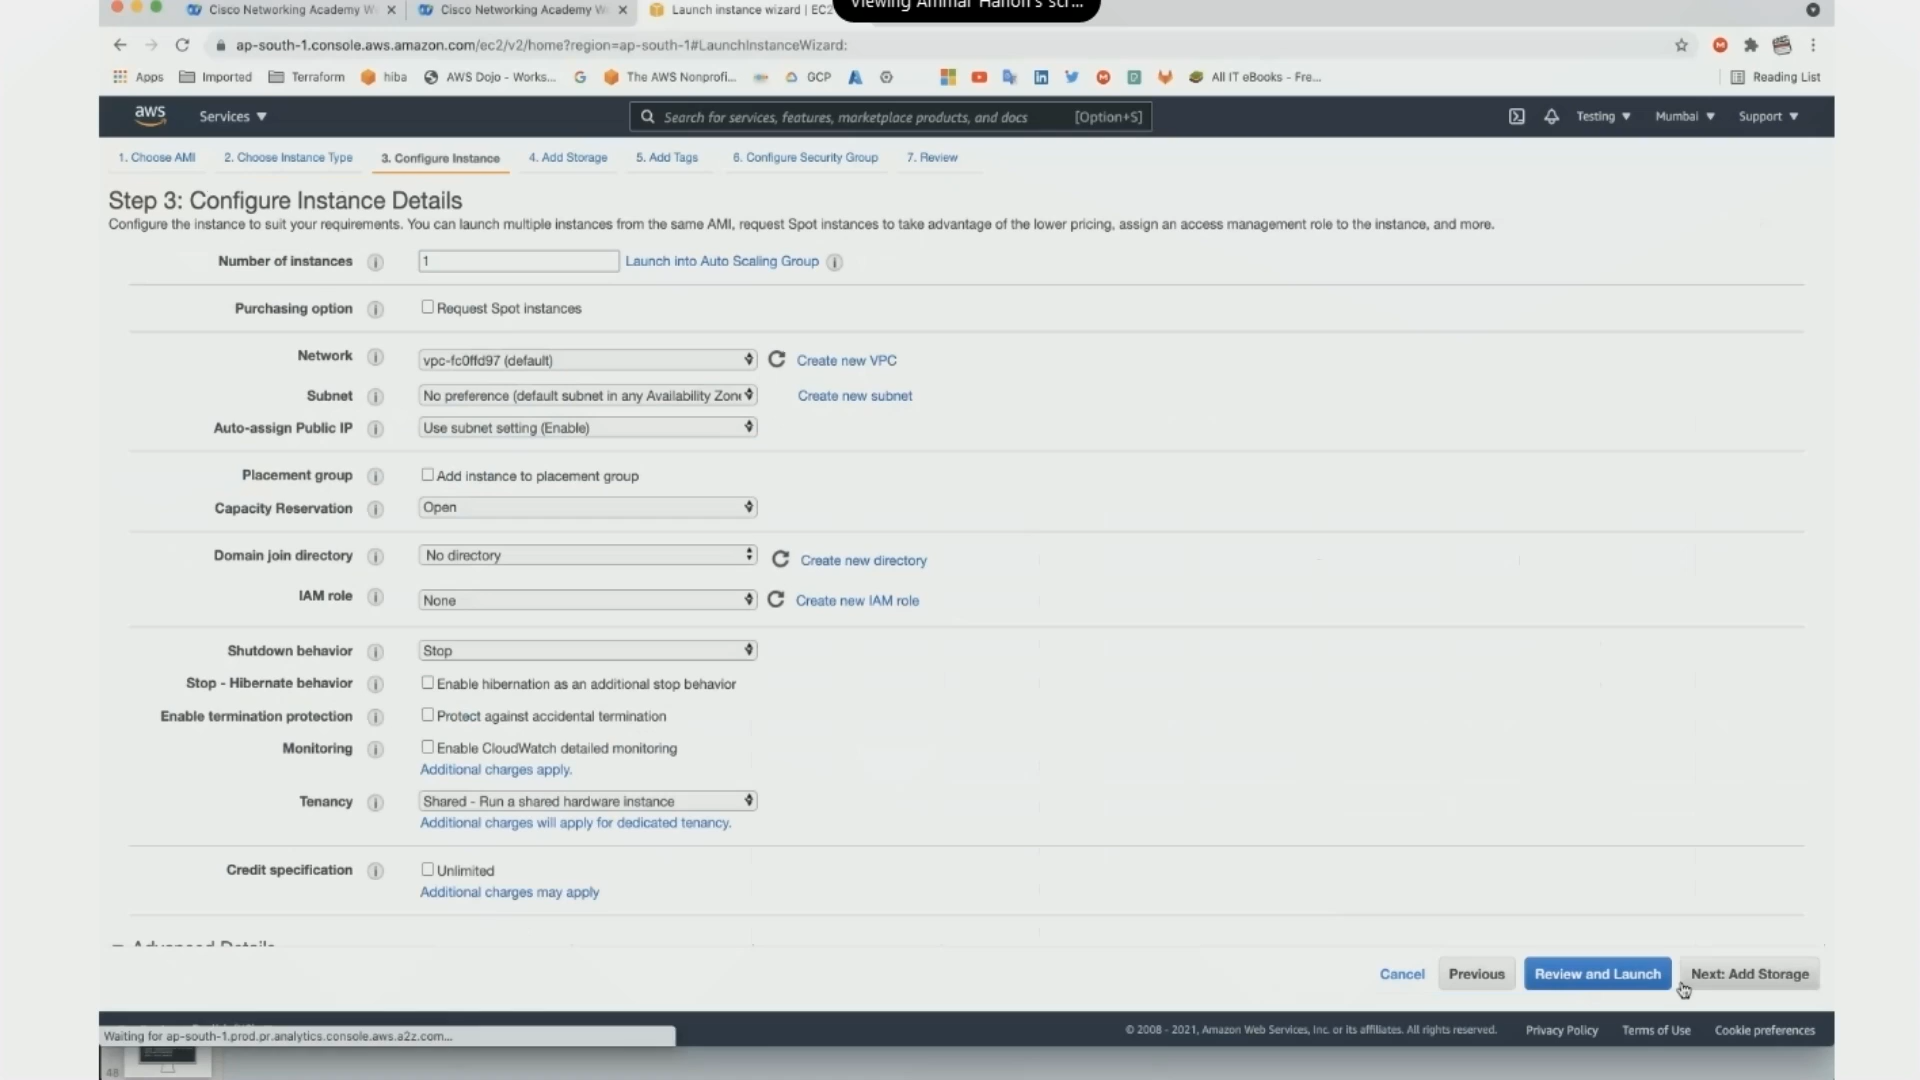 Cisco Networking Academy W
Cisco Networking Academy W
Launch instance wizard | EC2
Viewing Ammar Hanon's scr...
ap-south-1.console.aws.amazon.com/ec2/v2/home?region=ap-south-1#LaunchInstanceWizard:
Apps
Imported
Terraform
hiba
AWS Dojo - Works...
The AWS Nonprofi...
GCP
All IT eBooks - Fre...
Reading List
aws
Services
Search for services, features, marketplace products, and docs
[Option+S]
Testing
Mumbai
Support
1. Choose AMI
2. Choose Instance Type
3. Configure Instance
4. Add Storage
5. Add Tags
6. Configure Security Group
7. Review
Step 3: Configure Instance Details
Configure the instance to suit your requirements. You can launch multiple instances from the same AMI, request Spot instances to take advantage of the lower pricing, assign an access management role to the instance, and more.
Number of instances
1
Launch into Auto Scaling Group
Purchasing option
Request Spot instances
Network
vpc-fc0ffd97 (default)
Create new VPC
Subnet
No preference (default subnet in any Availability Zone
Create new subnet
Auto-assign Public IP
Use subnet setting (Enable)
Placement group
Add instance to placement group
Capacity Reservation
Open
Domain join directory
No directory
Create new directory
IAM role
None
Create new IAM role
Shutdown behavior
Stop
Stop - Hibernate behavior
Enable hibernation as an additional stop behavior
Enable termination protection
Protect against accidental termination
Monitoring
Enable CloudWatch detailed monitoring
Additional charges apply.
Tenancy
Shared - Run a shared hardware instance
Additional charges will apply for dedicated tenancy.
Credit specification
Unlimited
Additional charges may apply
Advanced Details
Cancel
Previous
Review and Launch
Next: Add Storage
Waiting for ap-south-1.prod.pr.analytics.console.aws.a2z.com...
© 2008 - 2021, Amazon Web Services, Inc. or its affiliates. All rights reserved.
Privacy Policy
Terms of Use
Cookie preferences
48